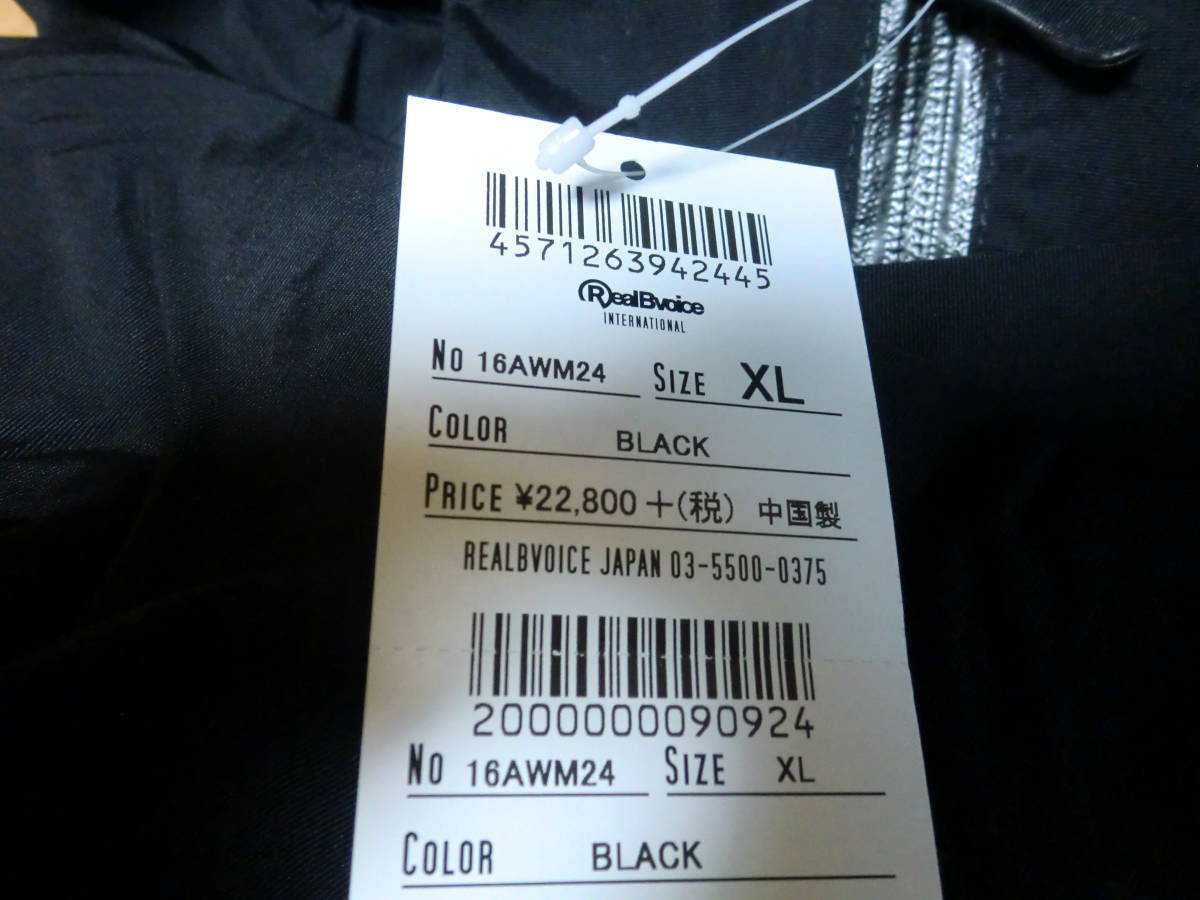 4571263942445
RealBvoice
INTERNATIONAL
No 16AWM24 SIZE XL
COLOR BLACK
PRICE ¥22,800 +(税) 中国製
REALBVOICE JAPAN 03-5500-0375
2000000090924
No 16AWM24 SIZE XL
COLOR BLACK